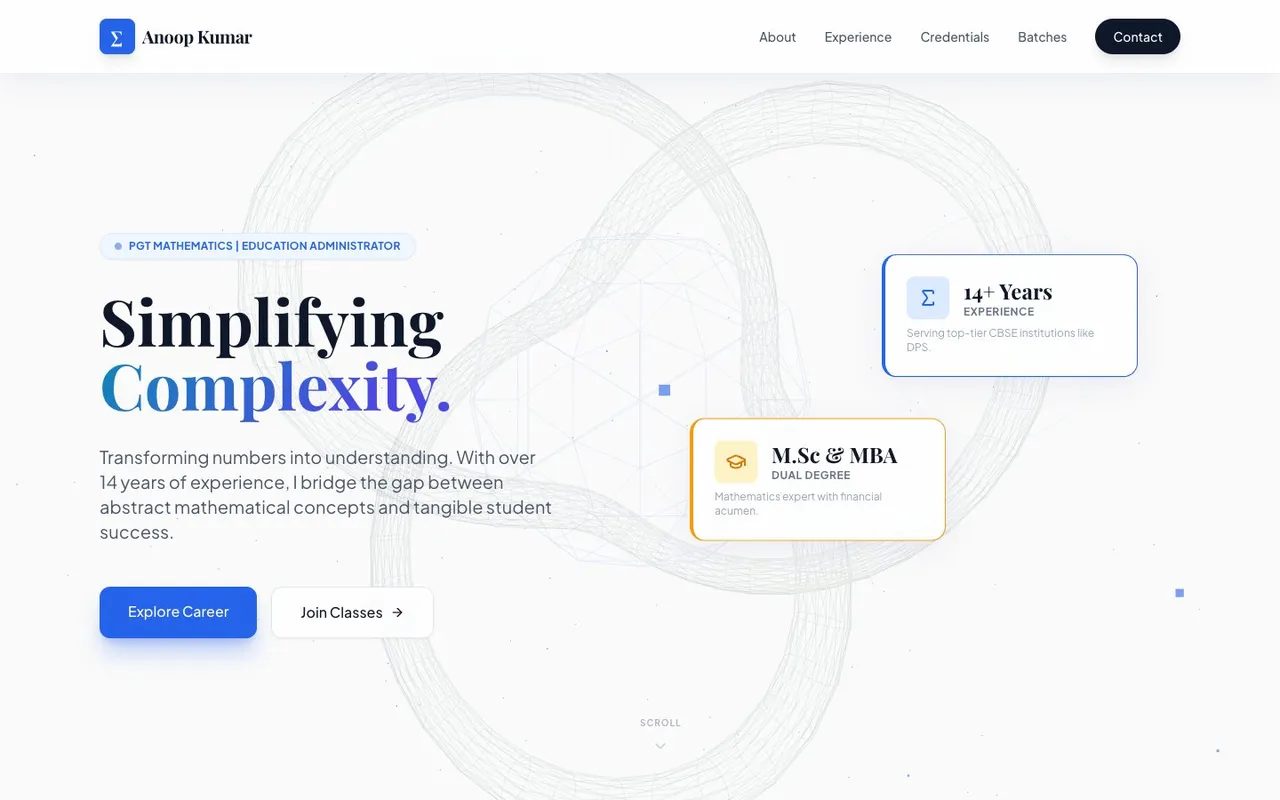 Σ Anoop Kumar
About Experience Credentials Batches Contact
PGT MATHEMATICS | EDUCATION ADMINISTRATOR
Simplifying
Complexity.
Transforming numbers into understanding. With over
14 years of experience, I bridge the gap between
abstract mathematical concepts and tangible student
success.
Explore Career
Join Classes →
Σ
14+ Years
EXPERIENCE
Serving top-tier CBSE institutions like
DPS.
M.Sc & MBA
DUAL DEGREE
Mathematics expert with financial
acumen.
SCROLL